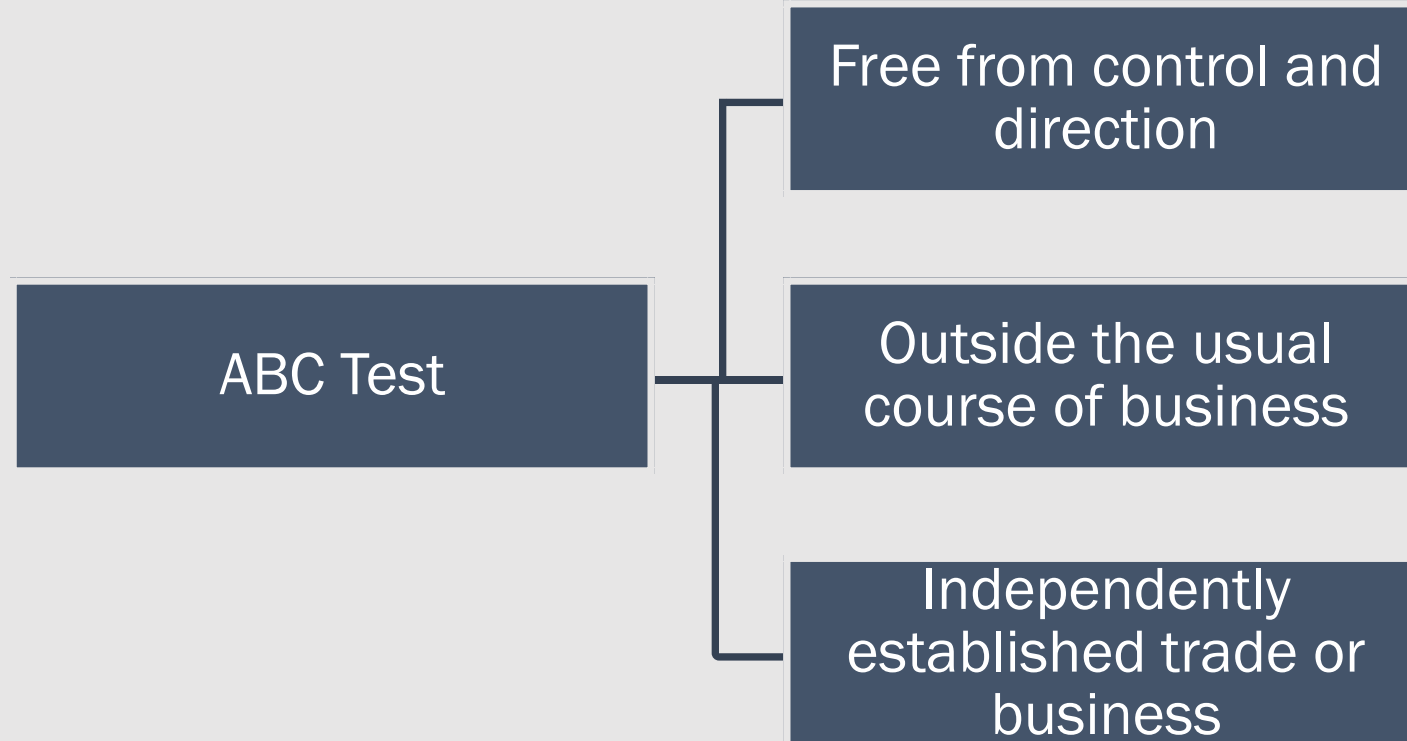 Free from control and
direction
ABC Test
Outside the usual
course of business
Independently
established trade or
business